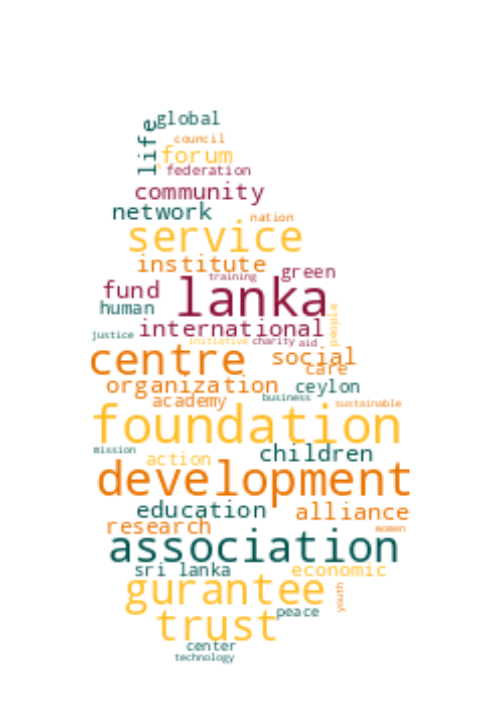 global
life
council
forum
federation
community
network
nation
service
institute
green
training
fund
lanka
human
people
international
justice
initiative
charity
aid
centre
social
care
organization
ceylon
academy
business
sustainable
foundation
mission
children
action
development
education
alliance
research
women
association
sri lanka
economic
gurantee
youth
peace
trust
center
technology